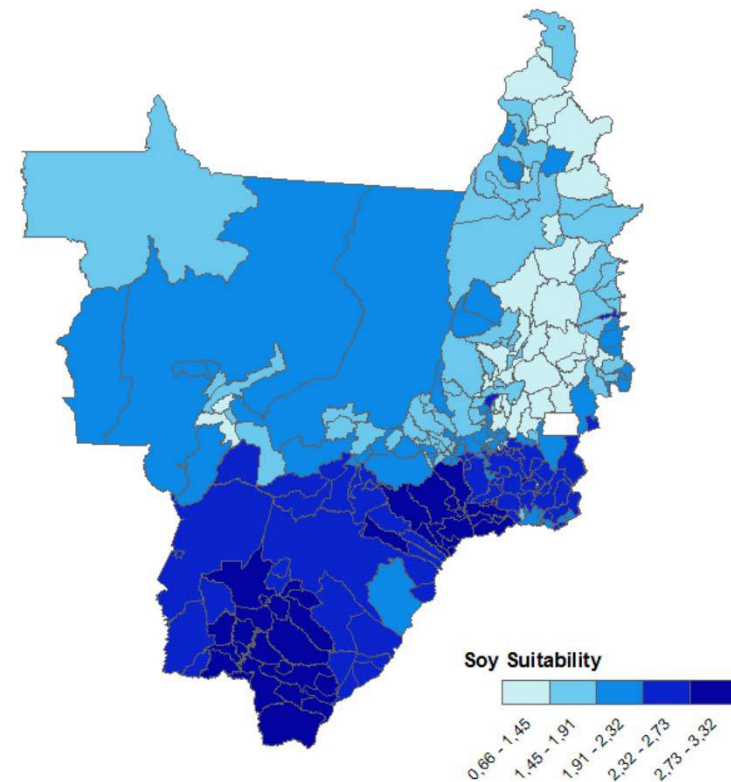 Soy Suitability
0,66 - 1,45
1,45 - 1,91
1,91 - 2,32
2,32 - 2,73
2,73 - 3,32